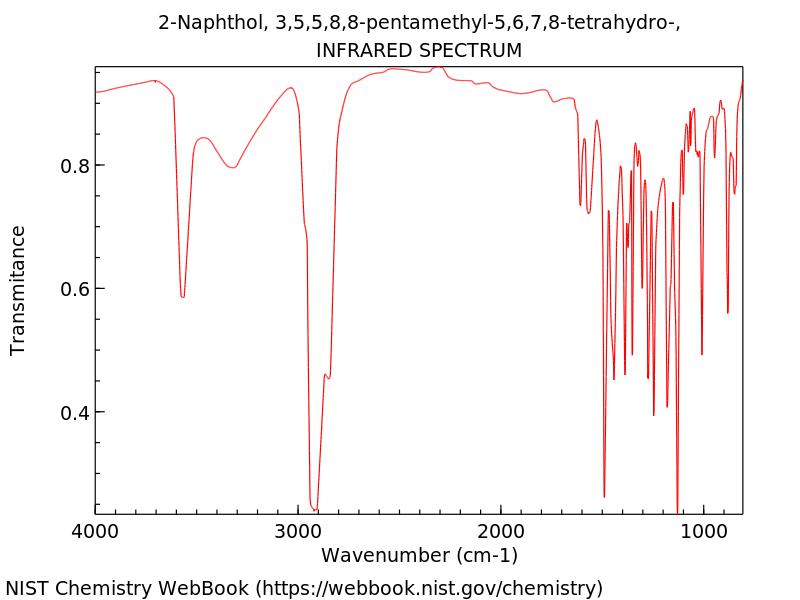 2-Naphthol, 3,5,5,8,8-pentamethyl-5,6,7,8-tetrahydro-,
INFRARED SPECTRUM
0.8
0.6
0.4
Transmitance
4000 3000 2000 1000
Wavenumber (cm-1)
NIST Chemistry WebBook (https://webbook.nist.gov/chemistry)